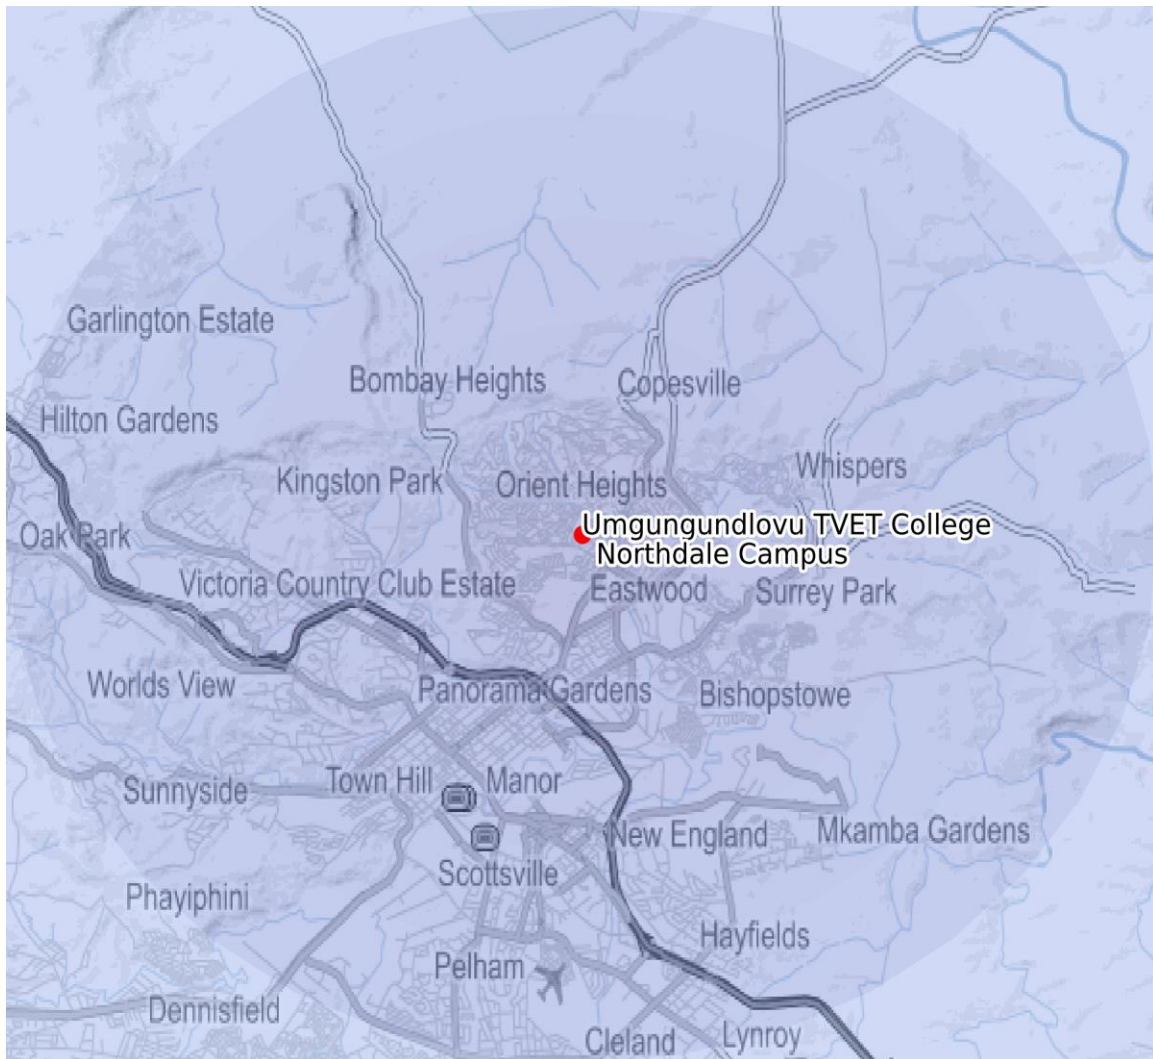 Garlington Estate
Bombay Heights
Copesville
Hilton Gardens
Whispers
Kingston Park
Orient Heights
Umgungundlovu TVET College
Northdale Campus
Oak Park
Victoria Country Club Estate
Eastwood
Surrey Park
Worlds View
Panorama Gardens
Bishopstowe
Town Hill
Manor
Sunnyside
New England
Mkamba Gardens
Scottsville
Phayiphini
Hayfields
Pelham
Dennisfield
Cleland
Lynroy